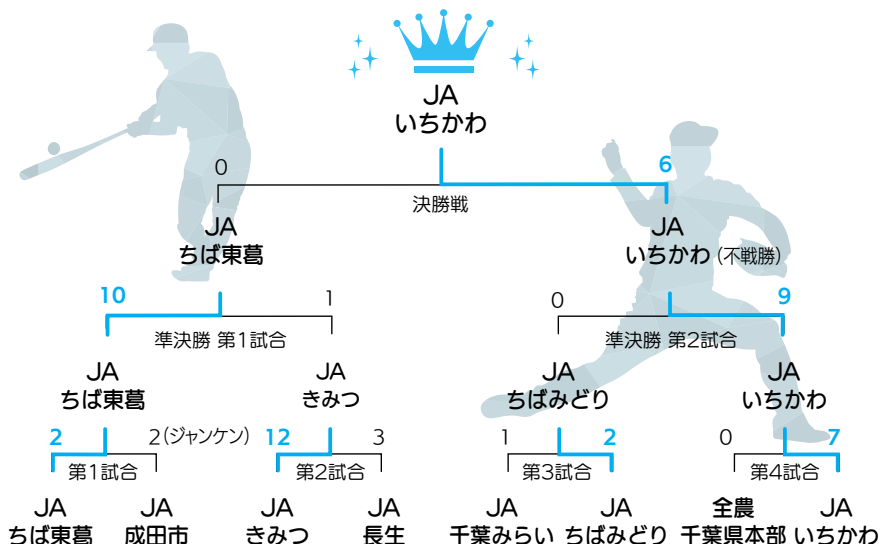 JA
いちかわ
0
6
決勝戦
JA
ちば東葛
JA
いちかわ(不戦勝)
10
1
0
9
準決勝 第1試合
準決勝 第2試合
JA
ちば東葛
JA
きみつ
JA
ちばみどり
JA
いちかわ
2
2(ジャンケン)
12
3
1
2
0
7
第1試合
第2試合
第3試合
第4試合
JA
ちば東葛
JA
成田市
JA
きみつ
JA
長生
JA
千葉みらい
JA
ちばみどり
全農
千葉県本部
JA
いちかわ